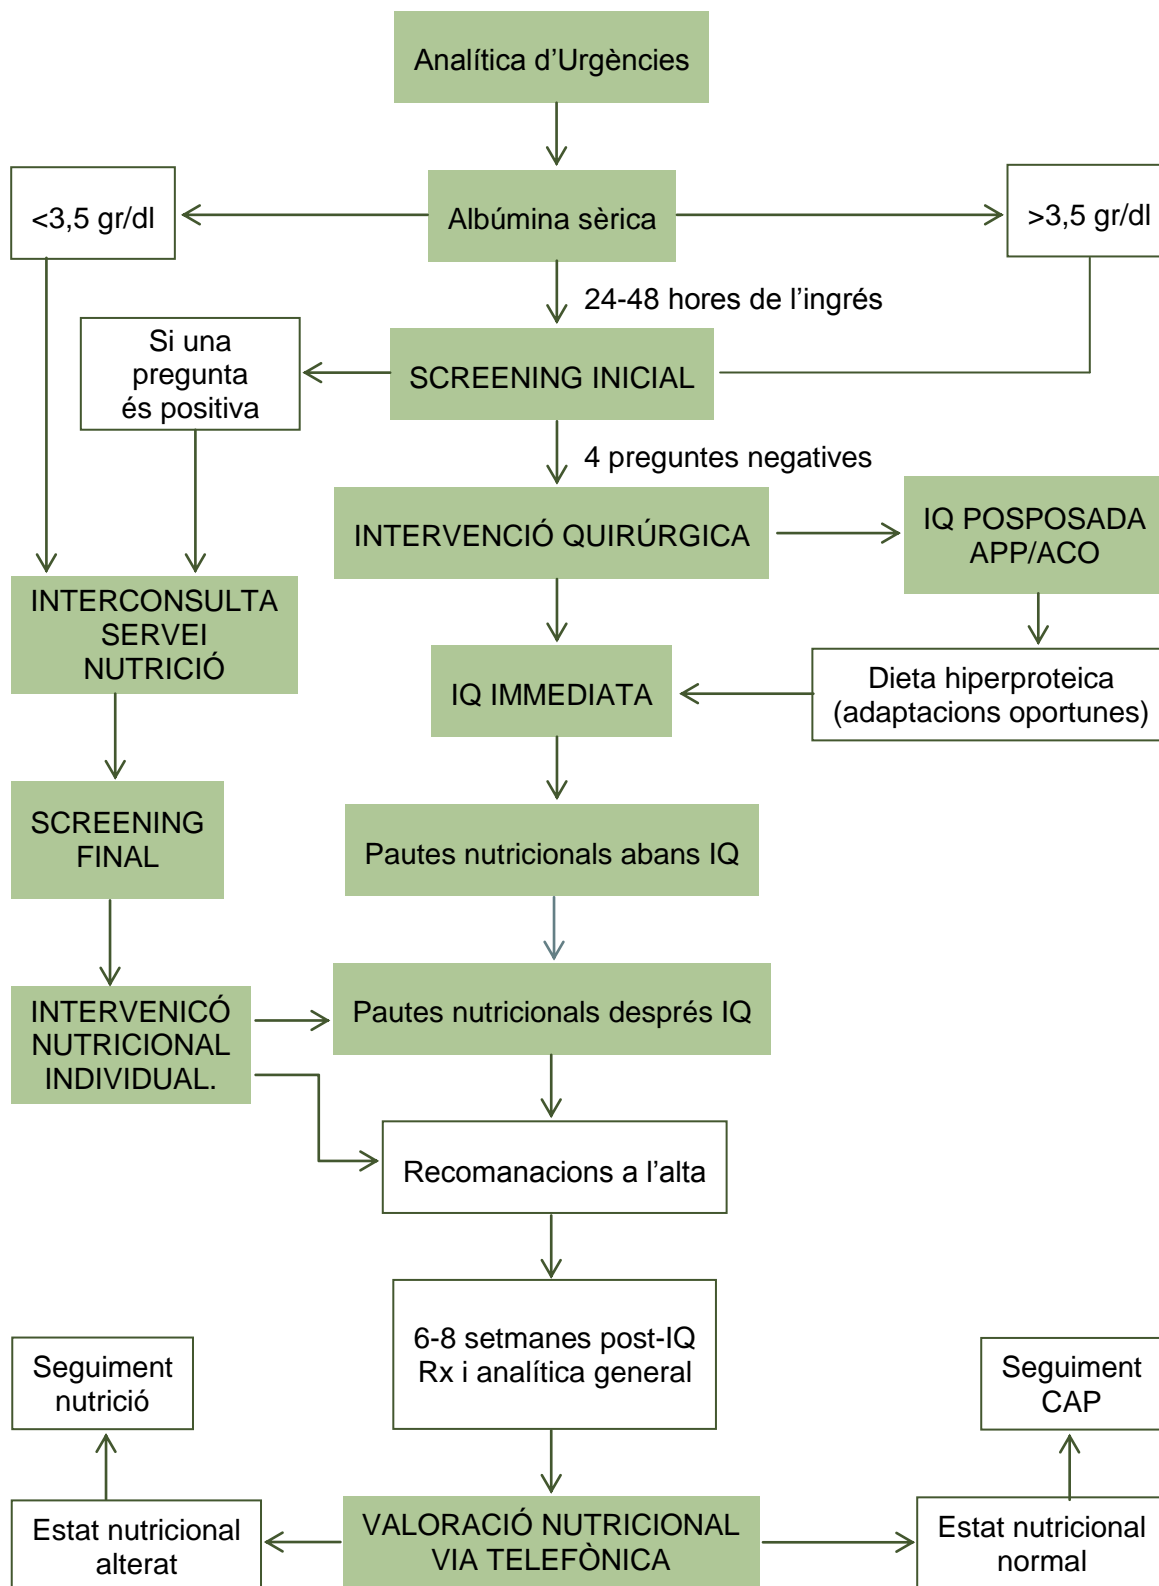 Analítica d’Urgències
<3,5 gr/dl
Albúmina sèrica
>3,5 gr/dl
24-48 hores de l’ingrés
Si una
pregunta
és positiva
SCREENING INICIAL
4 preguntes negatives
INTERVENCIÓ QUIRÚRGICA
IQ POSPOSADA
APP/ACO
INTERCONSULTA
SERVEI
NUTRICIÓ
IQ IMMEDIATA
Dieta hiperproteica
(adaptacions oportunes)
SCREENING
FINAL
Pautes nutricionals abans IQ
INTERVENICÓ
NUTRICIONAL
INDIVIDUAL.
Pautes nutricionals després IQ
Recomanacions a l’alta
6-8 setmanes post-IQ
Rx i analítica general
Seguiment
nutrició
Seguiment
CAP
Estat nutricional
alterat
VALORACIÓ NUTRICIONAL
VIA TELEFÒNICA
Estat nutricional
normal